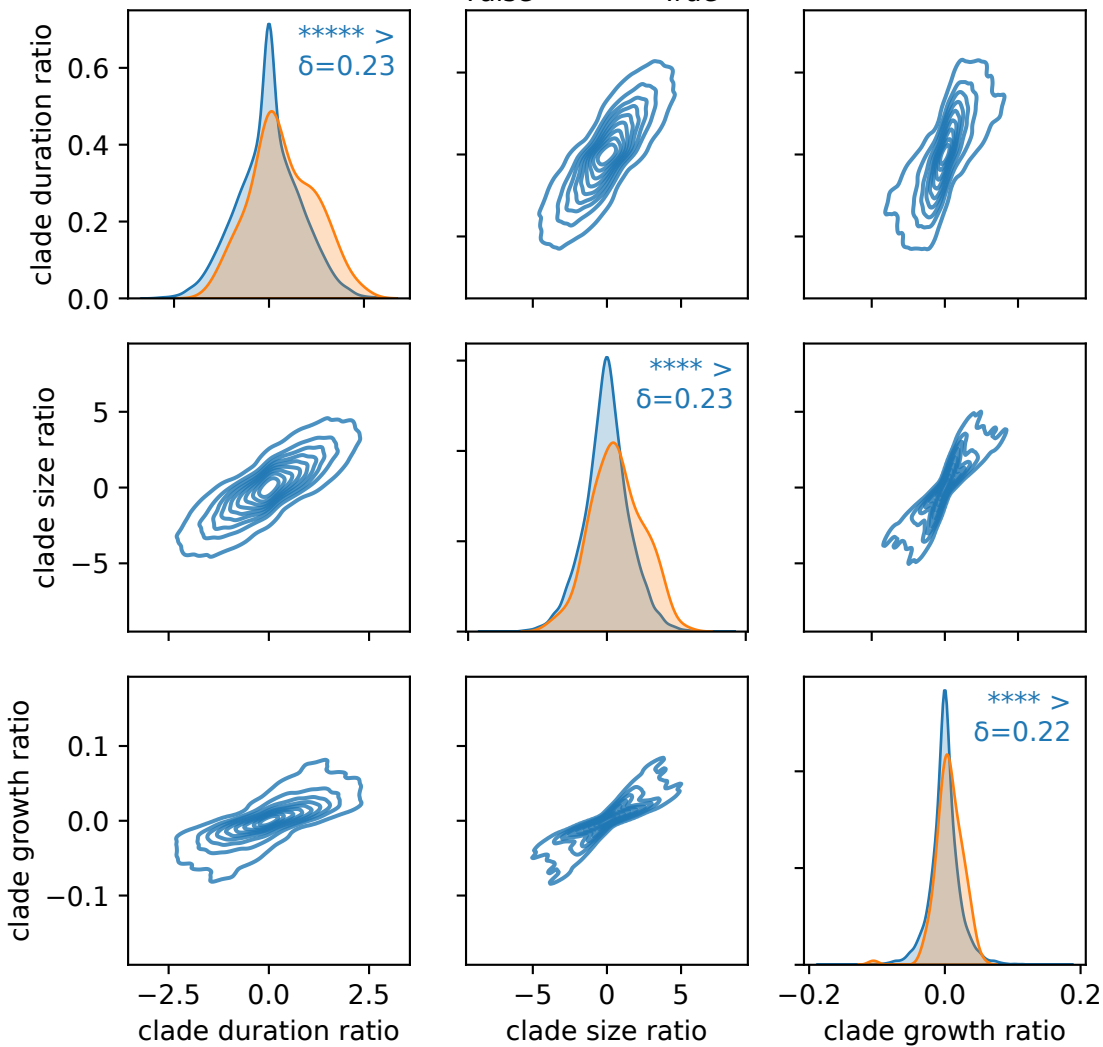 clade duration ratio
0.6
0.4
0.2
0.0
***** >
δ=0.23
clade size ratio
5
0
−5
**** >
δ=0.23
clade growth ratio
0.1
0.0
−0.1
**** >
δ=0.22
−2.5 0.0 2.5
clade duration ratio
−5 0 5
clade size ratio
−0.2 0.0 0.2
clade growth ratio